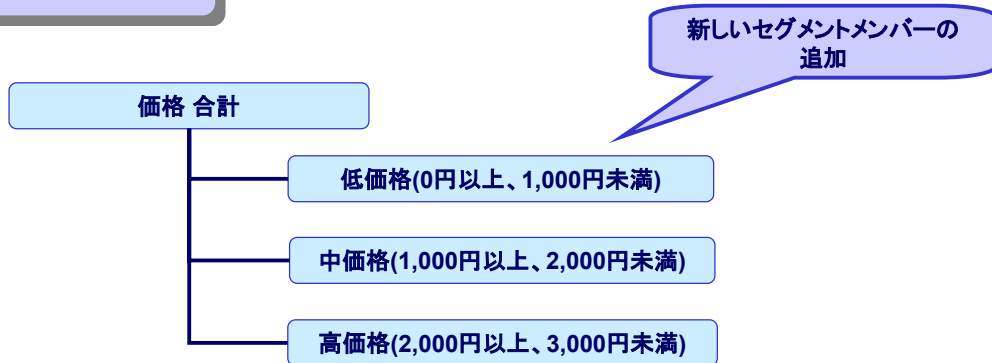 新しいセグメントメンバーの
追加
価格 合計
低価格(0円以上、1,000円未満)
中価格(1,000円以上、2,000円未満)
高価格(2,000円以上、3,000円未満)